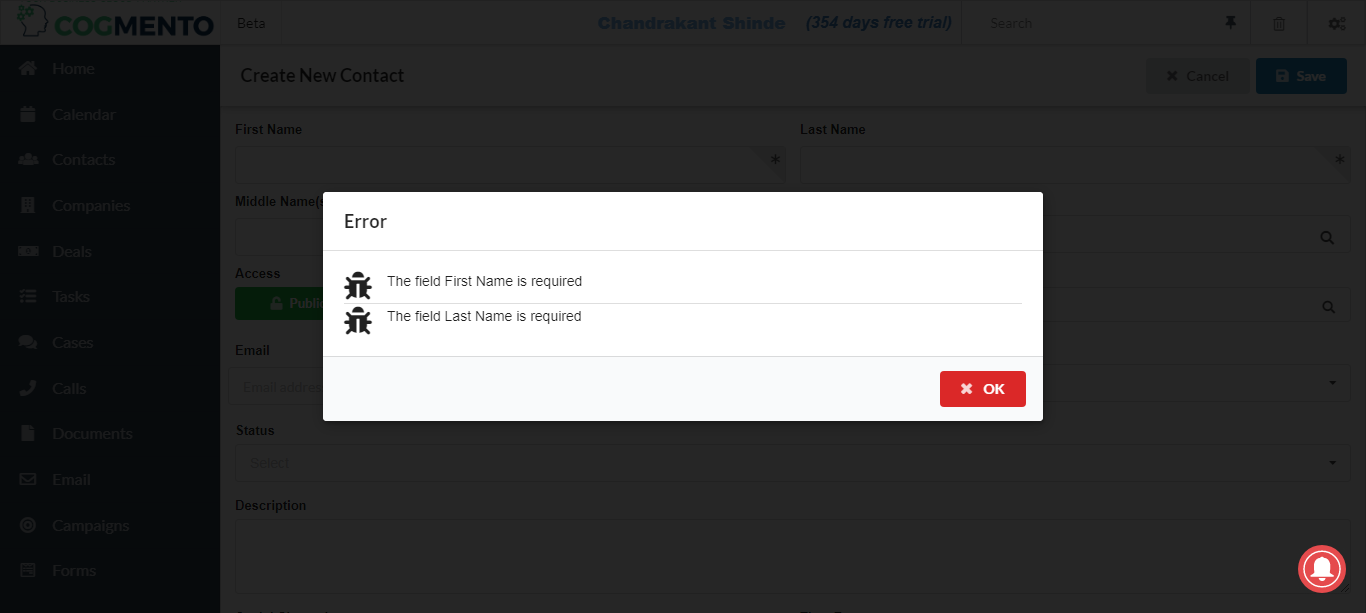 COGMENTO
Beta
Chandrakant Shinde
(354 days free trial)
Search
Home
Calendar
Contacts
Companies
Deals
Tasks
Cases
Calls
Documents
Email
Campaigns
Forms
Create New Contact
Cancel
Save
First Name
Last Name
*
*
Middle Name(s
Access
Public
Email
Email address
Status
Select
Description
Error
The field First Name is required
The field Last Name is required
OK